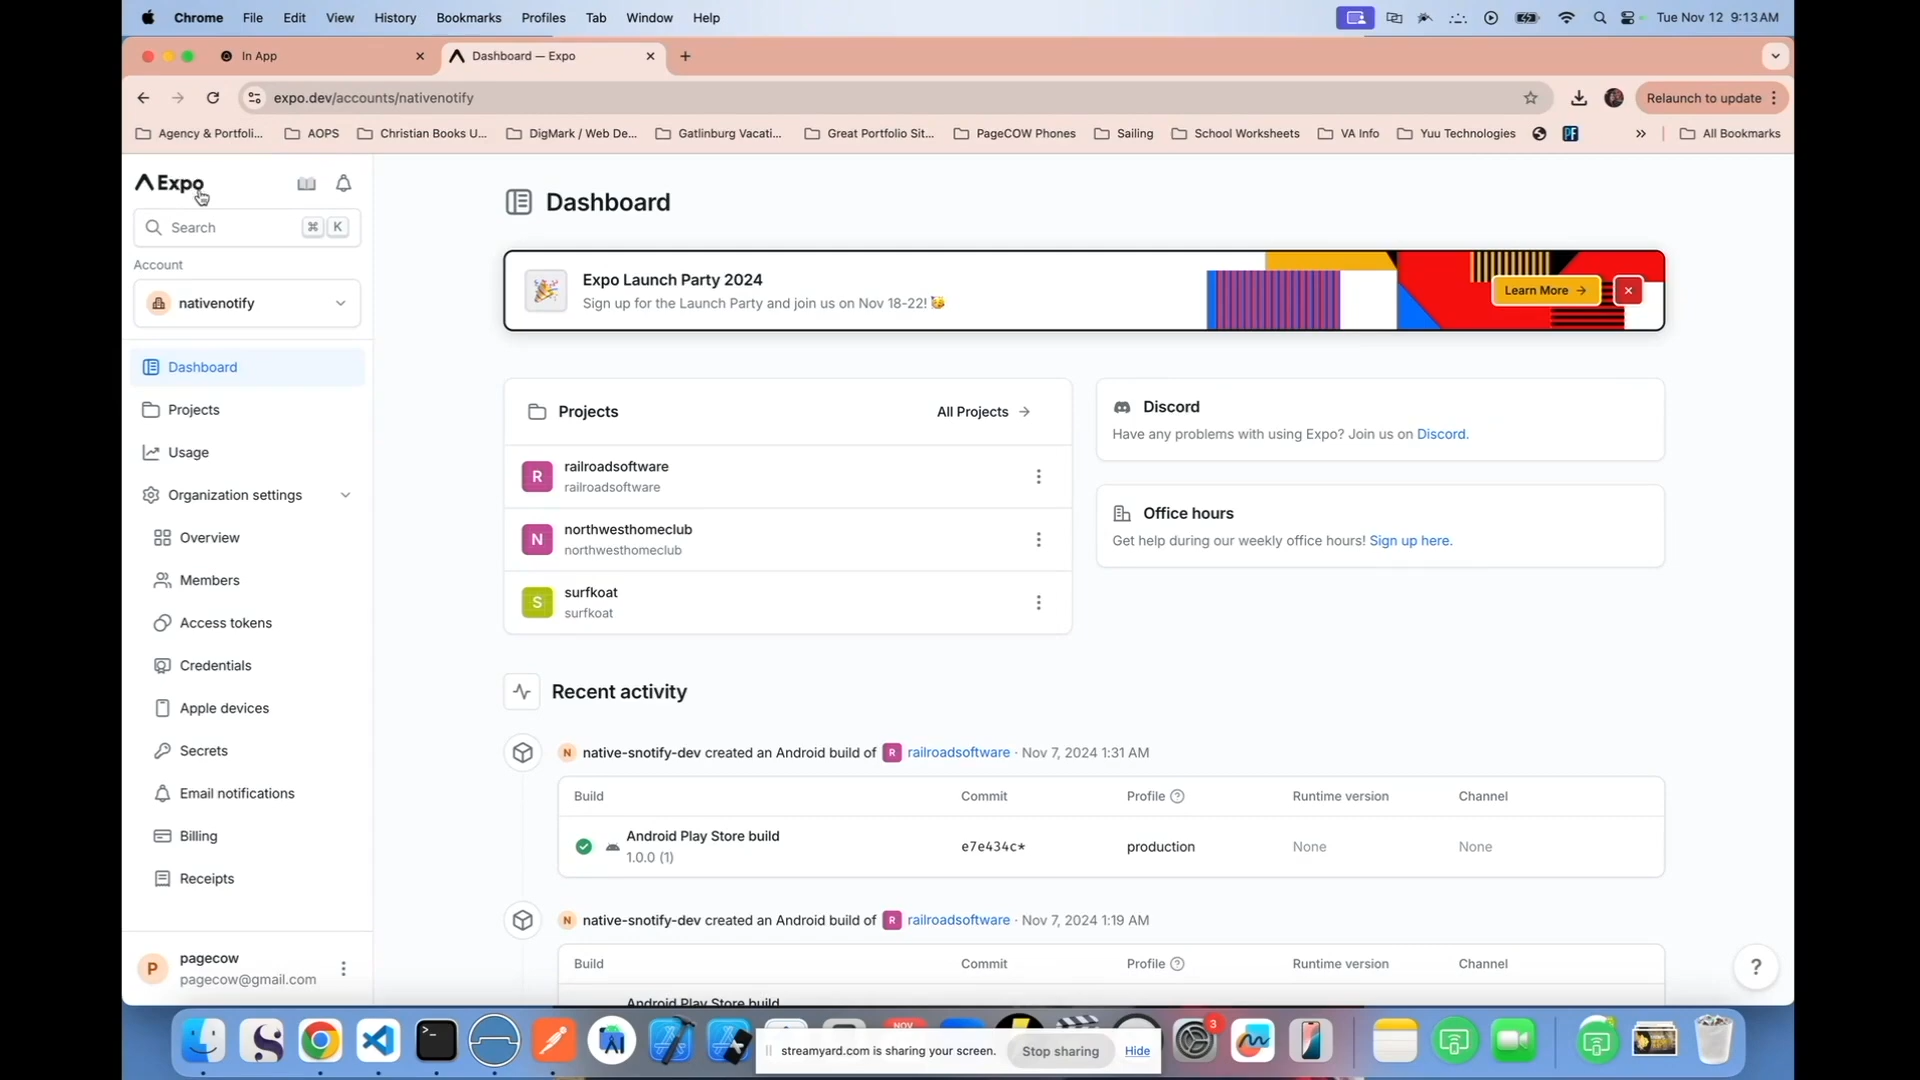 Chrome File Edit View History Bookmarks Profiles Tab Window Help Tue Nov 12 9:13 AM
In App
Dashboard — Expo
expo.dev/accounts/nativenotify
Relaunch to update
Agency & Portfoli... AOPS Christian Books U... DigMark / Web De... Gatlinburg Vacati... Great Portfolio Sit... PageCOW Phones Sailing School Worksheets VA Info Yuu Technologies PF » All Bookmarks
Expo
Search ⌘ K
Account
nativenotify
Dashboard
Projects
Usage
Organization settings
Overview
Members
Access tokens
Credentials
Apple devices
Secrets
Email notifications
Billing
Receipts
P
pagecow
pagecow@gmail.com
Dashboard
Expo Launch Party 2024
Sign up for the Launch Party and join us on Nov 18-22! 🥳
Learn More →
Projects
All Projects →
R
railroadsoftware
railroadsoftware
N
northwesthomeclub
northwesthomeclub
S
surfkoat
surfkoat
Discord
Have any problems with using Expo? Join us on Discord.
Office hours
Get help during our weekly office hours! Sign up here.
Recent activity
N native-snotify-dev created an Android build of R railroadsoftware · Nov 7, 2024 1:31 AM
Build Commit Profile Runtime version Channel
Android Play Store build
1.0.0 (1)
e7e434c* production None None
N native-snotify-dev created an Android build of R railroadsoftware · Nov 7, 2024 1:19 AM
Build Commit Profile Runtime version Channel
Android Play Store build
?
NOV
3
streamyard.com is sharing your screen. Stop sharing Hide